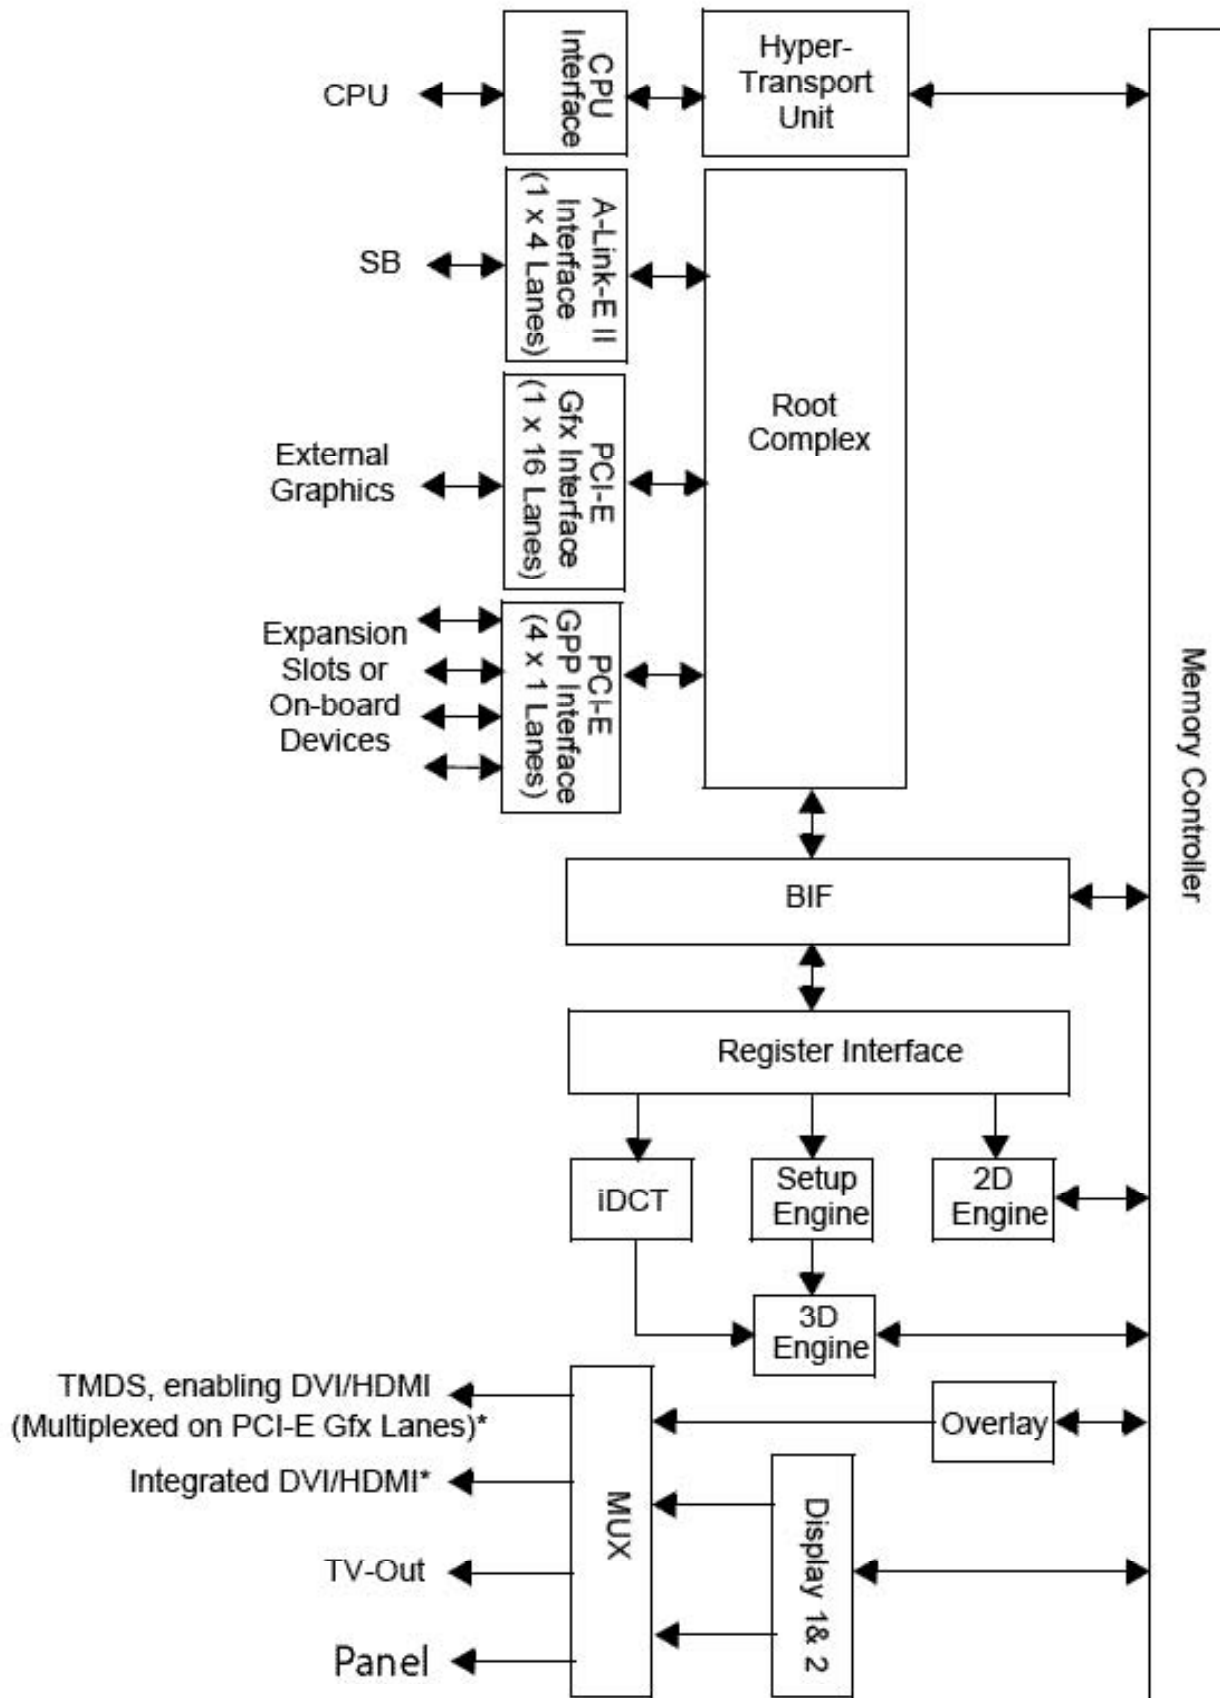 CPU
CPU
Interface
Hyper-
Transport
Unit
SB
A-Link-E II
Interface
(1 x 4 Lanes)
Root
Complex
External
Graphics
PCI-E
Gfx Interface
(1 x 16 Lanes)
Expansion
Slots or
On-board
Devices
PCI-E
GPP Interface
(4 x 1 Lanes)
Memory Controller
BIF
Register Interface
iDCT
Setup
Engine
2D
Engine
3D
Engine
TMDS, enabling DVI/HDMI
(Multiplexed on PCI-E Gfx Lanes)*
Integrated DVI/HDMI*
TV-Out
Panel
MUX
Overlay
Display 1& 2